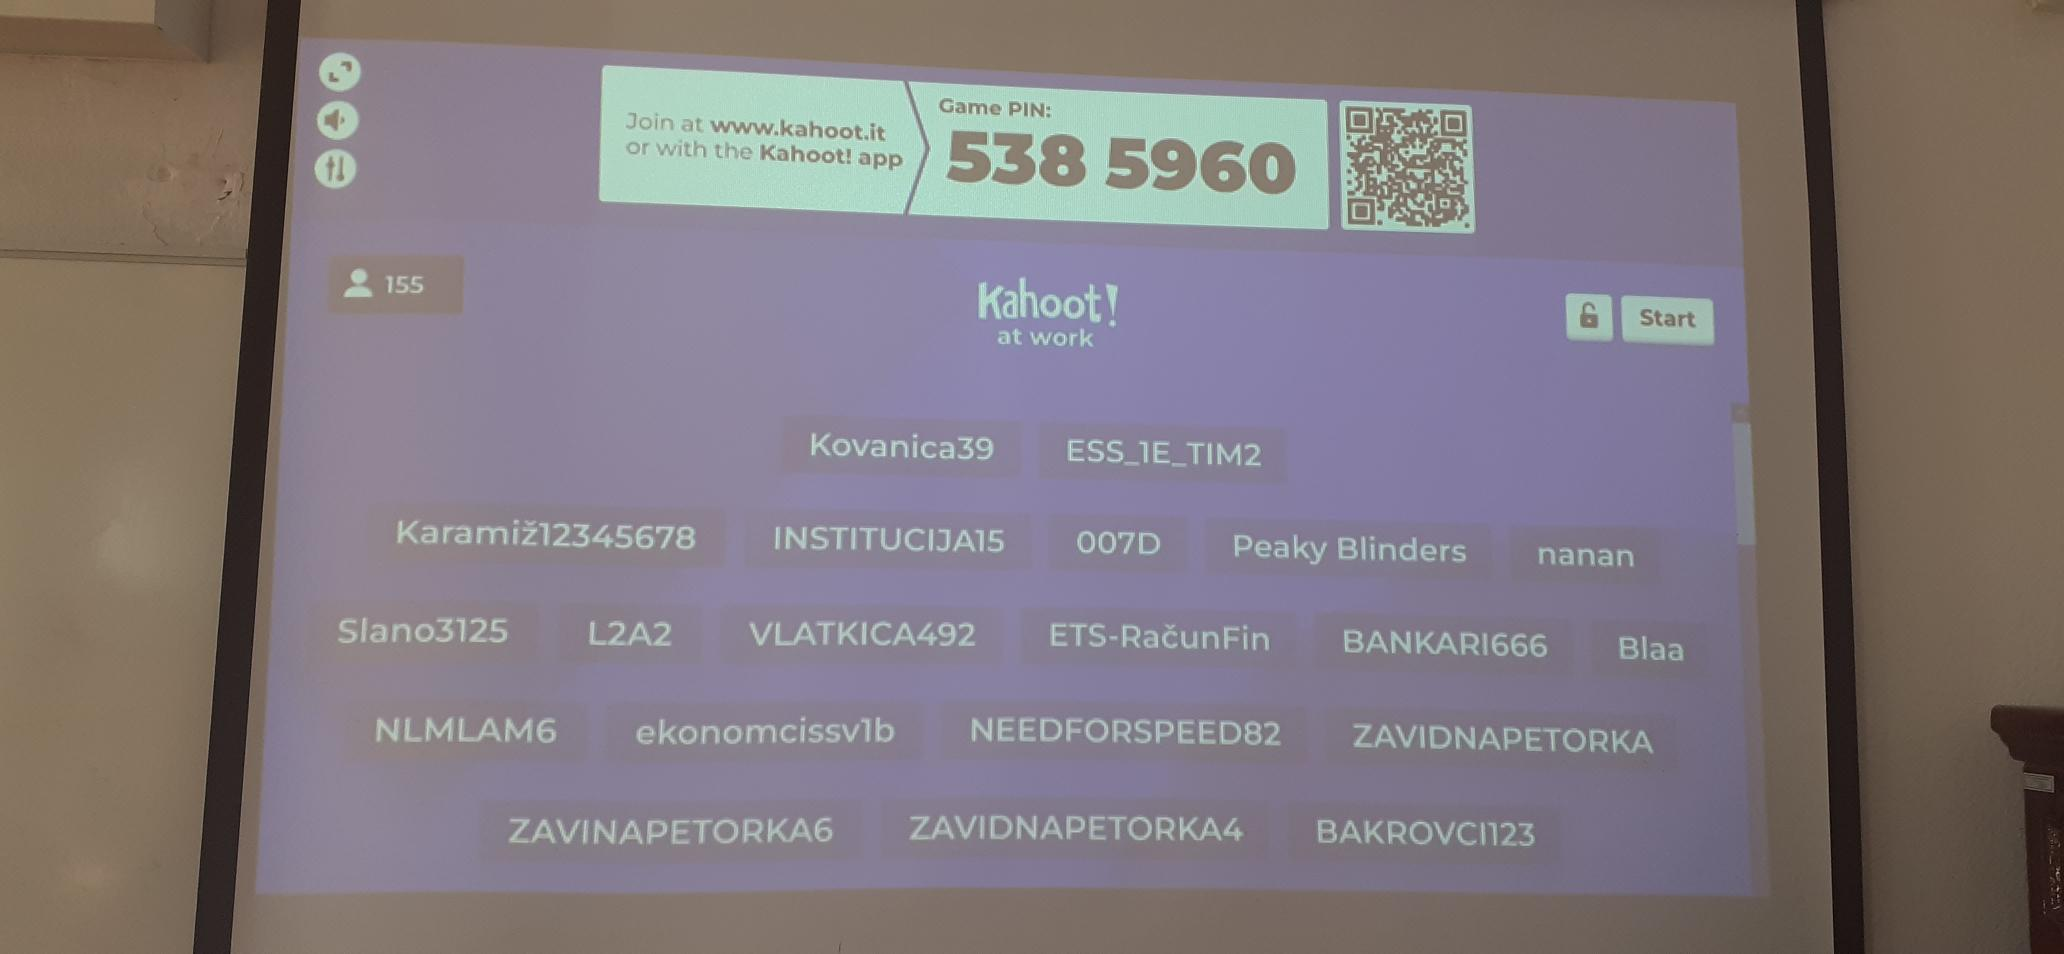 Join at www.kahoot.it
or with the Kahoot! app
Game PIN:
538 5960
155
Kahoot!
at work
Start
Kovanica39 ESS_1E_TIM2
Karamiž12345678 INSTITUCIJA15 007D Peaky Blinders nanan
Slano3125 L2A2 VLATKICA492 ETS-RačunFin BANKARI666 Blaa
NLMLAM6 ekonomcissv1b NEEDFORSPEED82 ZAVIDNAPETORKA
ZAVINAPETORKA6 ZAVIDNAPETORKA4 BAKROVCI123